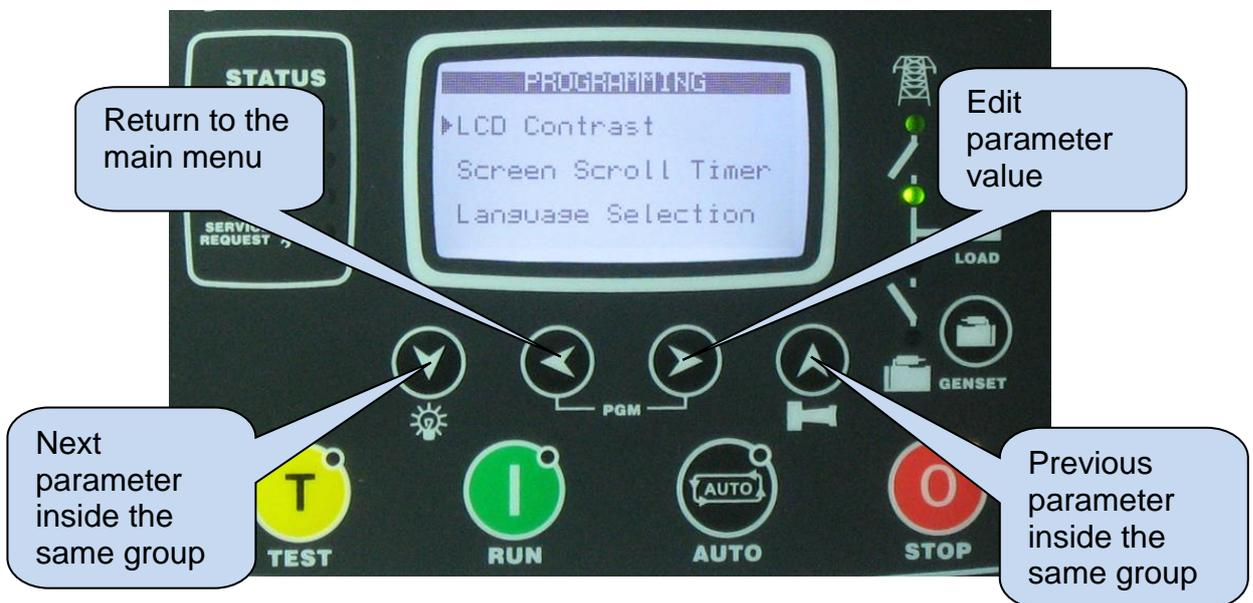 STATUS
PROGRAMMING
LCD Contrast
Screen Scroll Timer
Language Selection
Return to the
main menu
Edit
parameter
value
REQUEST
LOAD
PGM
GENSET
Next
parameter
inside the
same group
Previous
parameter
inside the
same group
T
TEST
I
RUN
AUTO
AUTO
O
STOP